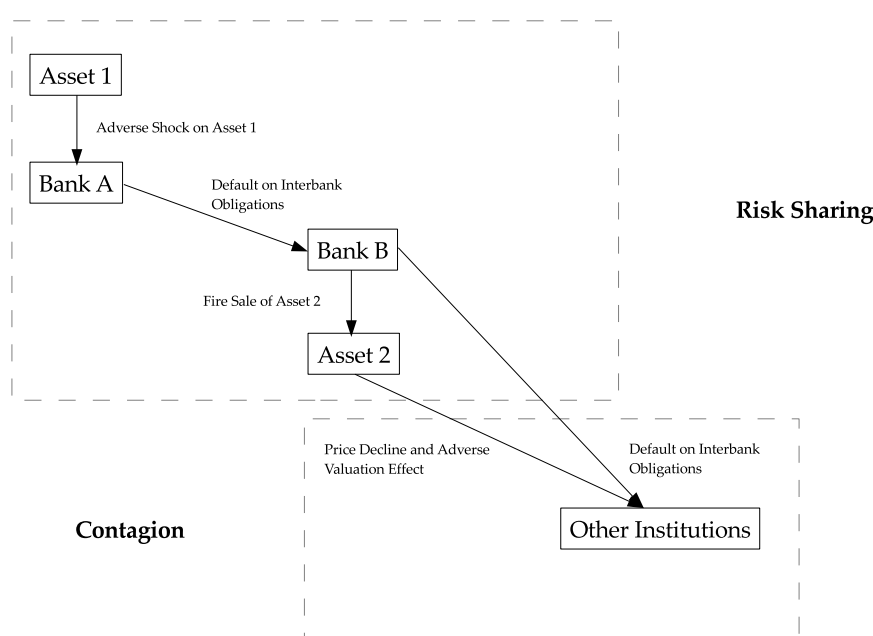 Asset 1
Adverse Shock on Asset 1
Bank A
Default on Interbank
Obligations
Risk Sharing
Bank B
Fire Sale of Asset 2
Asset 2
Price Decline and Adverse
Valuation Effect
Default on Interbank
Obligations
Contagion
Other Institutions